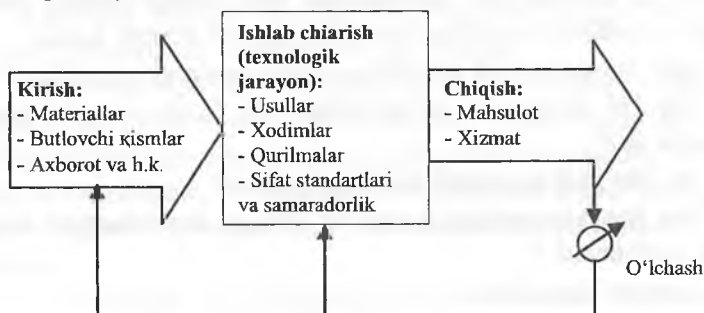 Kirish:
- Materiallar
- Butlovchi қismlar
- Axborot va h.k.
Ishlab chiarish
(texnologik
jarayon):
- Usullar
- Xodimlar
- Qurilmalar
- Sifat standartlari
va samaradorlik
Chiqish:
- Mahsulot
- Xizmat
O‘lchash